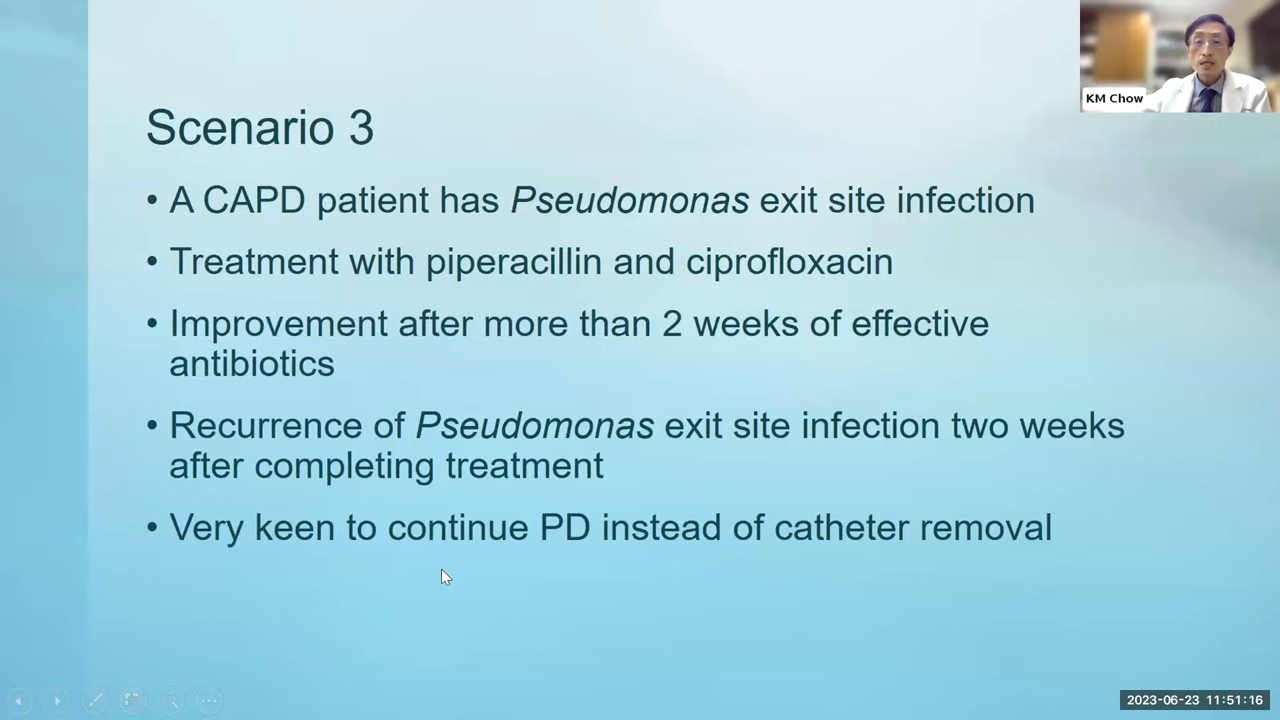 KM Chow
Scenario 3
• A CAPD patient has Pseudomonas exit site infection
• Treatment with piperacillin and ciprofloxacin
• Improvement after more than 2 weeks of effective
antibiotics
• Recurrence of Pseudomonas exit site infection two weeks
after completing treatment
• Very keen to continue PD instead of catheter removal
2023-06-23 11:51:16